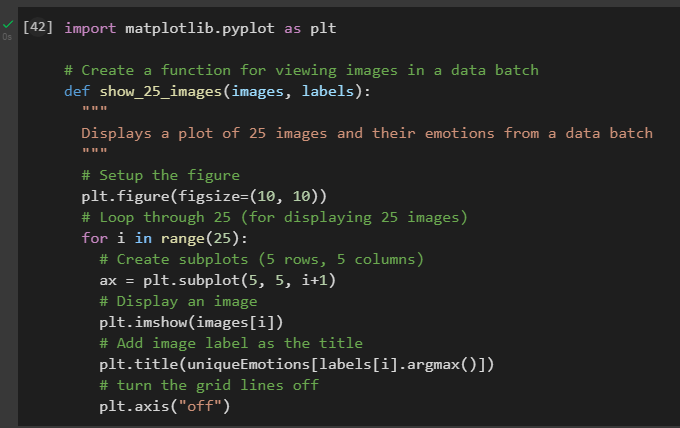 [42] import matplotlib.pyplot as plt
0s
# Create a function for viewing images in a data batch
def show_25_images(images, labels):
"""
Displays a plot of 25 images and their emotions from a data batch
"""
# Setup the figure
plt.figure(figsize=(10, 10))
# Loop through 25 (for displaying 25 images)
for i in range(25):
# Create subplots (5 rows, 5 columns)
ax = plt.subplot(5, 5, i+1)
# Display an image
plt.imshow(images[i])
# Add image label as the title
plt.title(uniqueEmotions[labels[i].argmax()])
# turn the grid lines off
plt.axis("off")